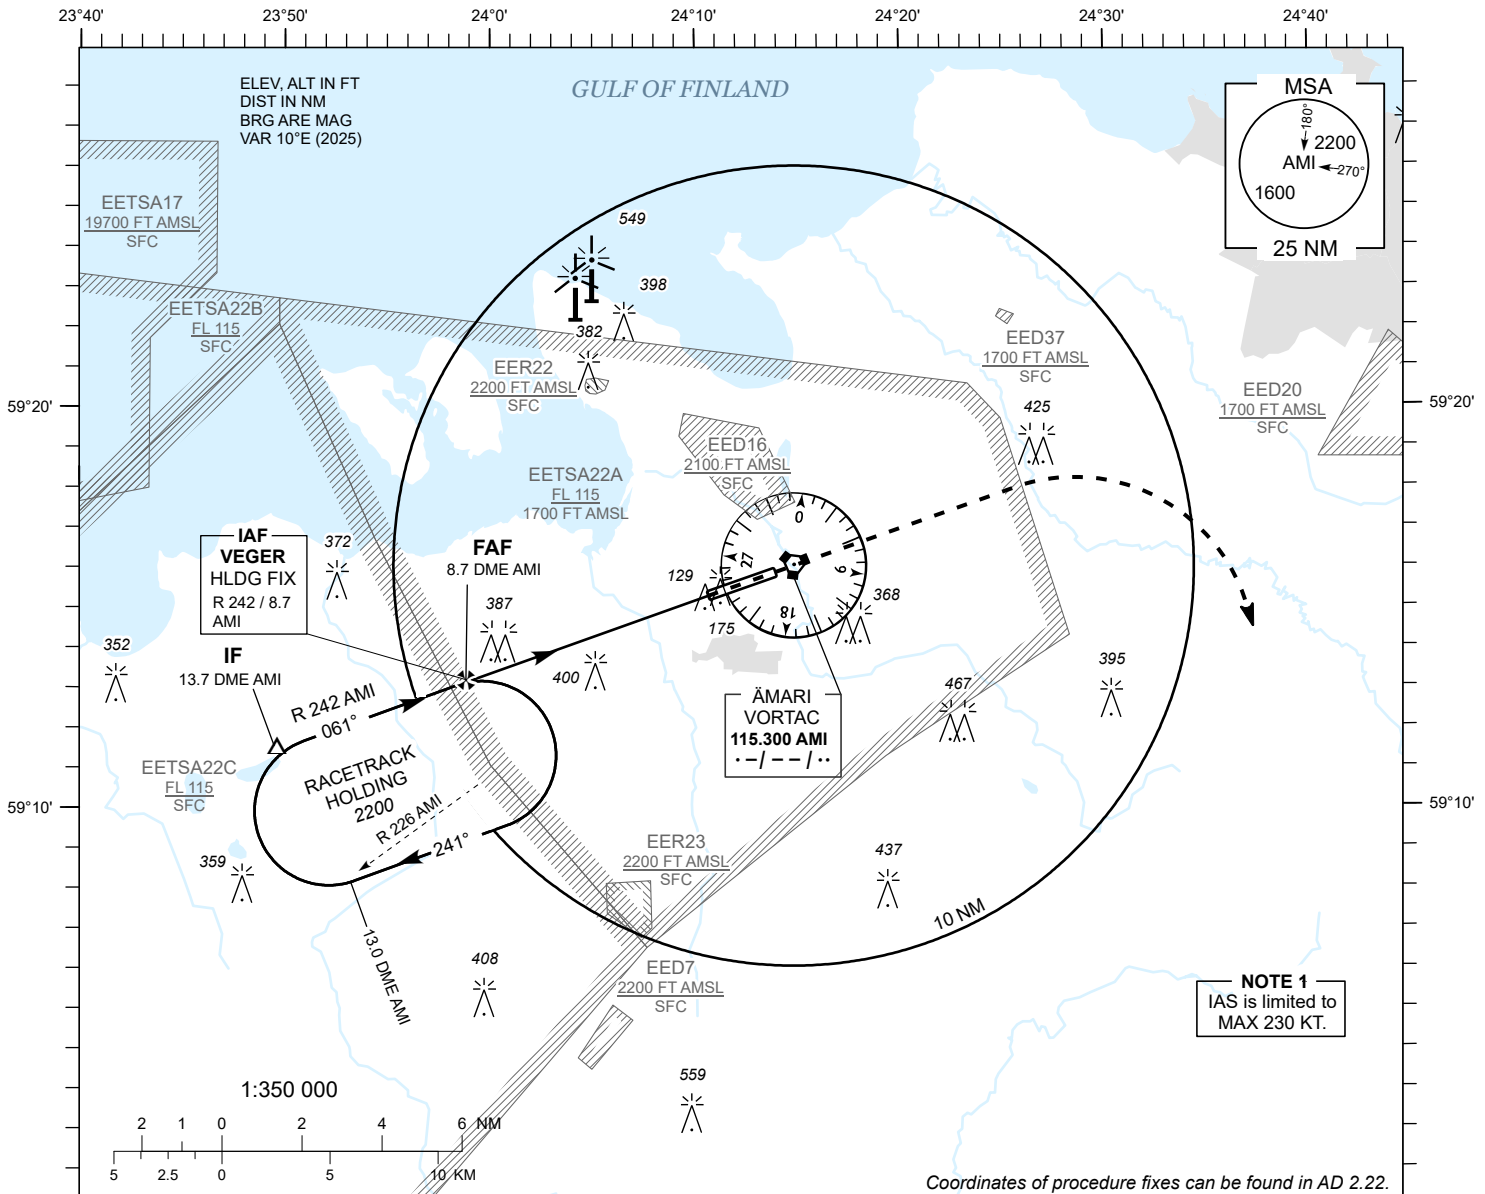 23°40' 23°50' 24°0' 24°10' 24°20' 24°30' 24°40'
ELEV, ALT IN FT
DIST IN NM
BRG ARE MAG
VAR 10°E (2025)
GULF OF FINLAND
MSA
180°
2200
AMI
270°
1600
25 NM
EETSA17
19700 FT AMSL
SFC
549
398
382
EETSA22B
FL 115
SFC
EER22
2200 FT AMSL
SFC
EED37
1700 FT AMSL
SFC
EED20
1700 FT AMSL
SFC
59°20'
59°20'
425
EED16
2100 FT AMSL
SFC
EETSA22A
FL 115
1700 FT AMSL
0
9
18
27
IAF
VEGER
HLDG FIX
R 242 / 8.7
AMI
372
FAF
8.7 DME AMI
129
387
175
368
352
IF
13.7 DME AMI
400
395
467
R 242 AMI
061°
ÄMARI
VORTAC
115.300 AMI
· –/ – – / ··
RACETRACK
HOLDING
2200
R 226 AMI
241°
EETSA22C
FL 115
SFC
59°10'
59°10'
359
EER23
2200 FT AMSL
SFC
437
10 NM
13.0 DME AMI
408
EED7
2200 FT AMSL
SFC
NOTE 1
IAS is limited to
MAX 230 KT.
559
1:350 000
2 1 0 2 4 6 NM
5 2.5 0 5 10 KM
Coordinates of procedure fixes can be found in AD 2.22.